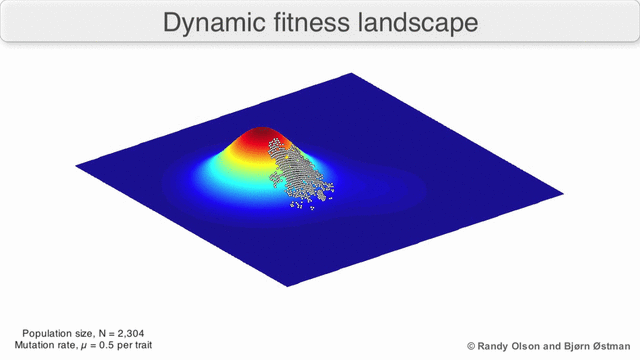 Dynamic fitness landscape
Population size, N = 2,304
Mutation rate, µ = 0.5 per trait
© Randy Olson and Bjørn Østman